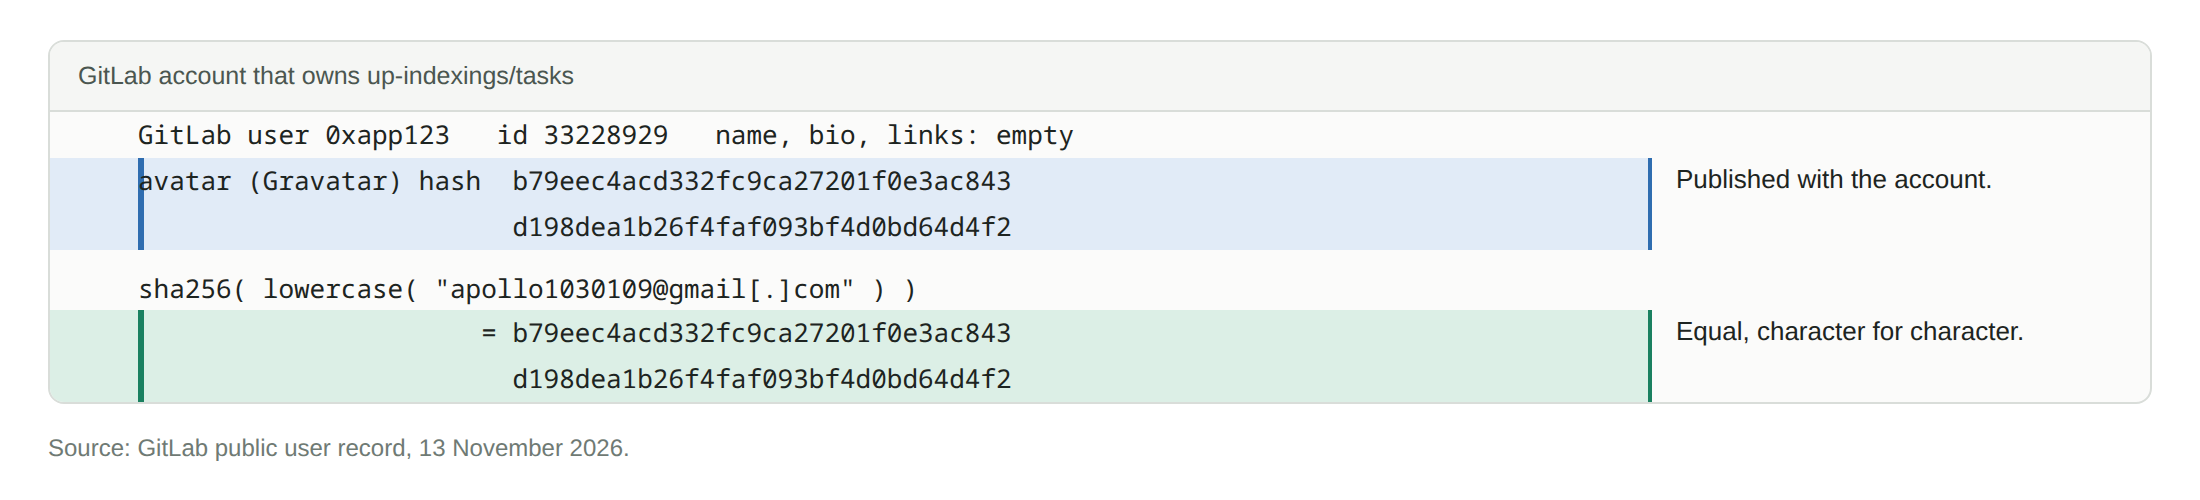 GitLab account that owns up-indexings/tasks
GitLab user 0xapp123   id 33228929   name, bio, links: empty
avatar (Gravatar) hash  b79eec4acd332fc9ca27201f0e3ac843
Published with the account.
d198dea1b26f4faf093bf4d0bd64d4f2
sha256( lowercase( "apollo1030109@gmail[.]com" ) )
= b79eec4acd332fc9ca27201f0e3ac843
Equal, character for character.
d198dea1b26f4faf093bf4d0bd64d4f2
Source: GitLab public user record, 13 November 2026.